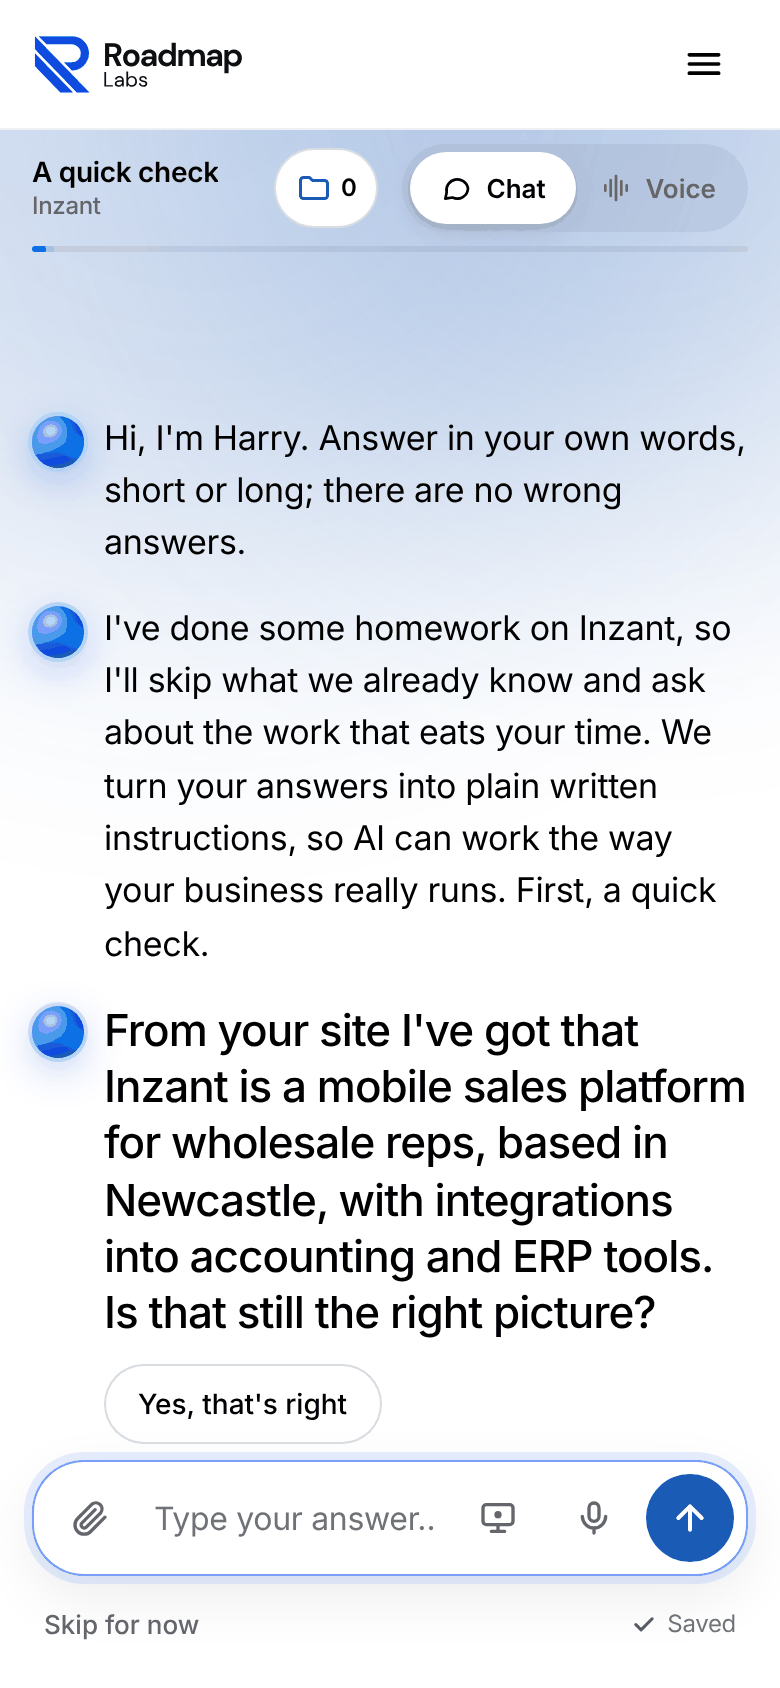 Roadmap
Labs
A quick check
Inzant
0
Chat
Voice
Hi, I'm Harry. Answer in your own words,
short or long; there are no wrong
answers.
I've done some homework on Inzant, so
I'll skip what we already know and ask
about the work that eats your time. We
turn your answers into plain written
instructions, so AI can work the way
your business really runs. First, a quick
check.
From your site I've got that
Inzant is a mobile sales platform
for wholesale reps, based in
Newcastle, with integrations
into accounting and ERP tools.
Is that still the right picture?
Yes, that's right
Type your answer..
Skip for now
Saved